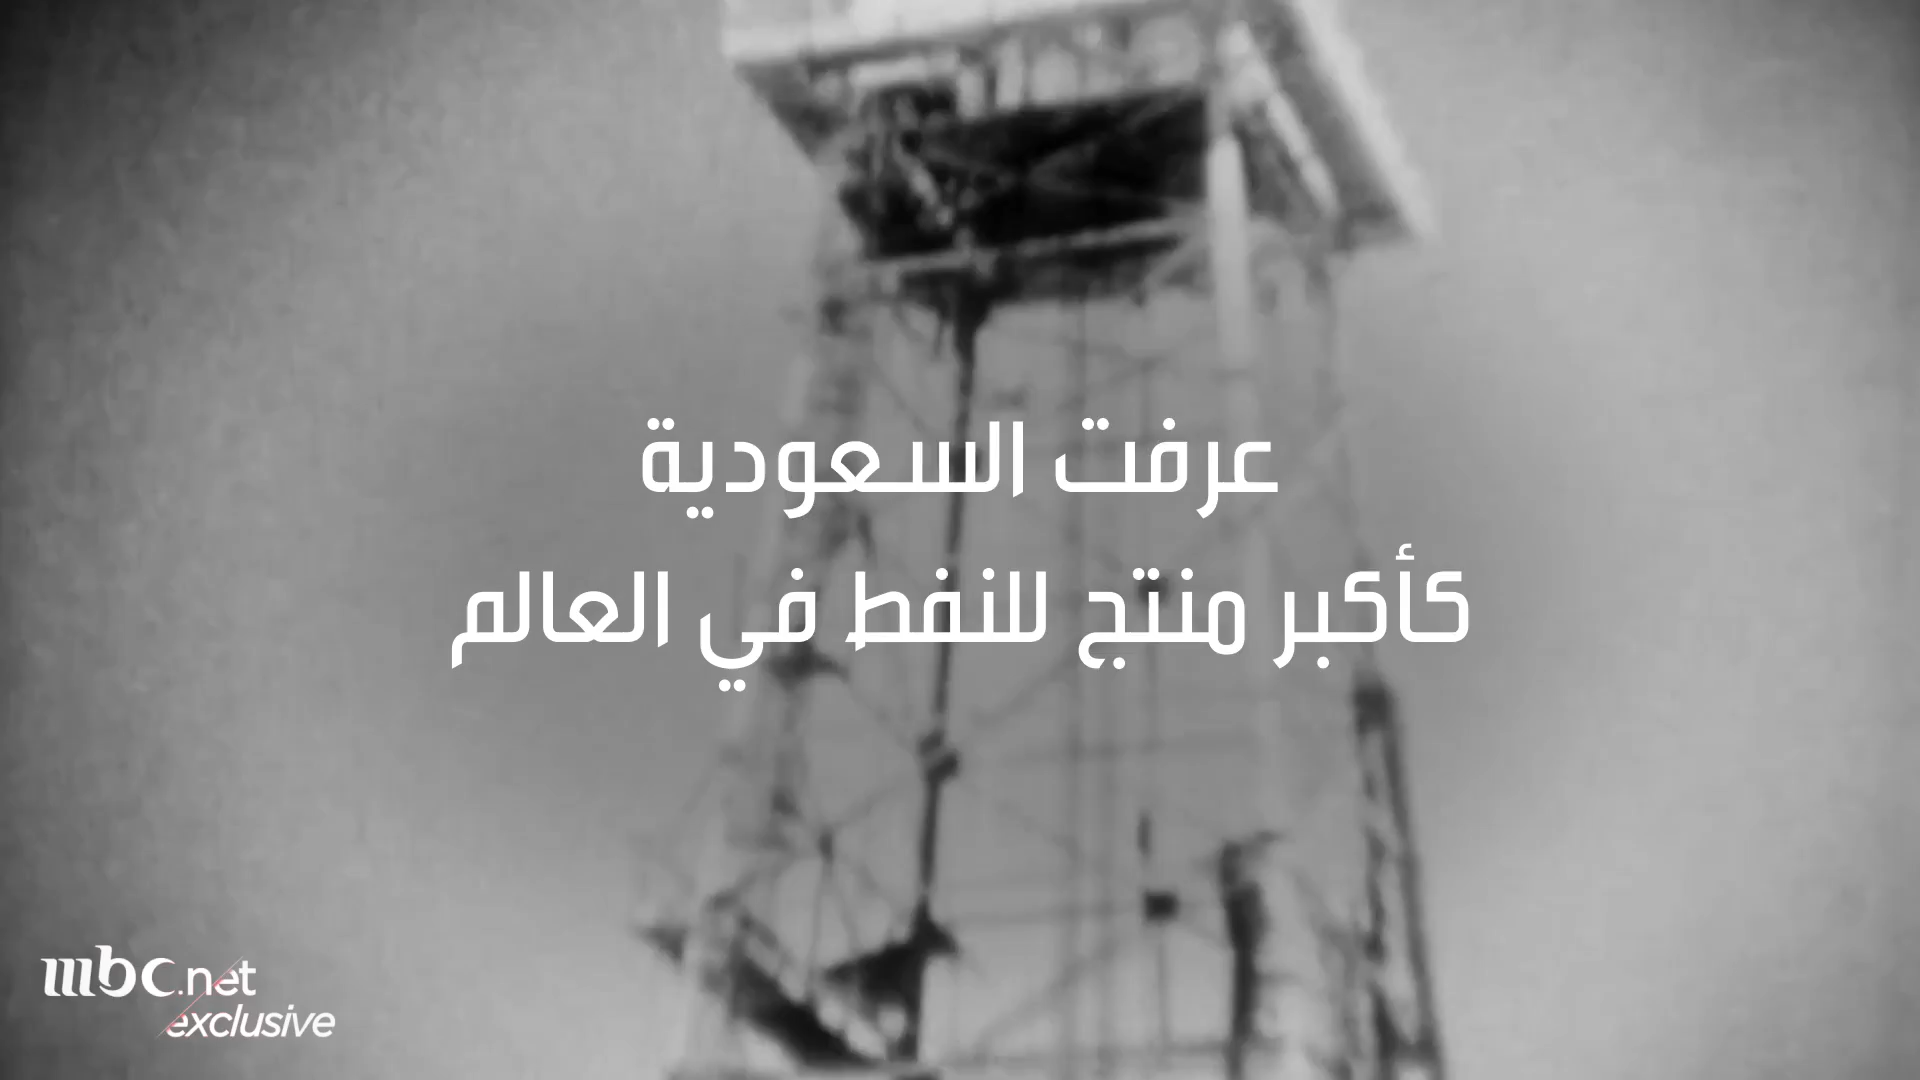 عرفت السعودية
كأكبر منتج للنفط في العالم
mbc.net
exclusive